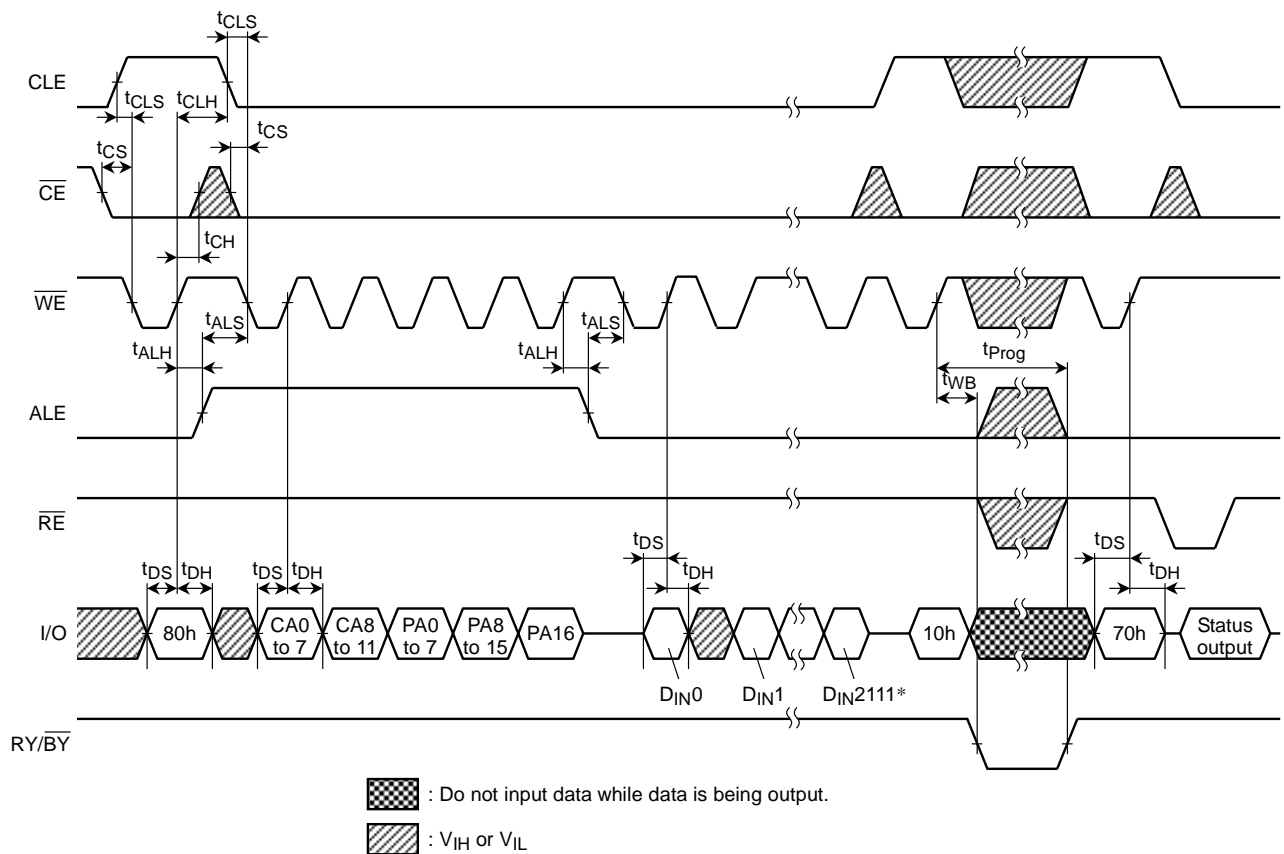 tCLS
CLE
tCLS
tCLH
tCS
tCS
CE
tCH
WE
tALS
tALS
tALH
tALH
tProg
tWB
ALE
RE
tDS
tDH
tDS
tDH
tDS
tDH
tDS
tDH
I/O
80h
CA0 to 7
CA8 to 11
PA0 to 7
PA8 to 15
PA16
10h
70h
Status output
DIN0
DIN1
DIN2111*
RY/BY
: Do not input data while data is being output.
: VIH or VIL